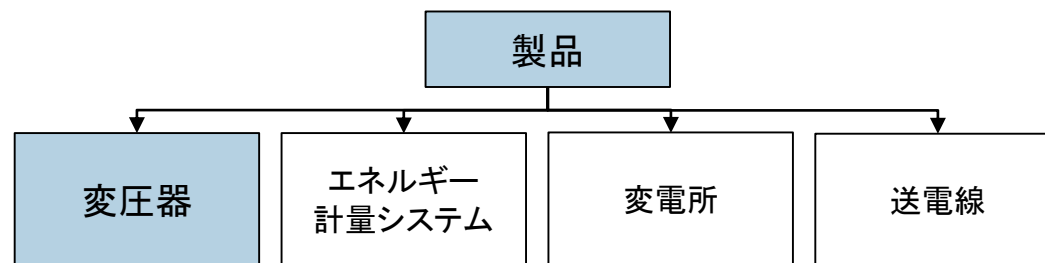 製品
変圧器
エネルギー
計量システム
変電所
送電線